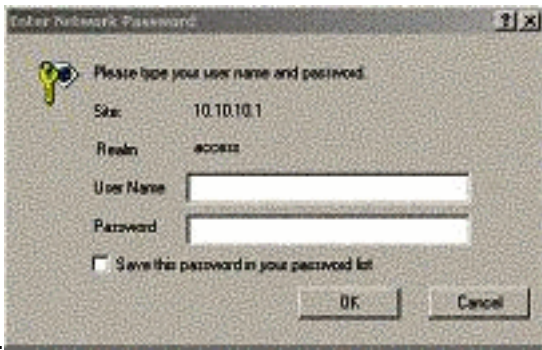 Enter Network Password
Please type your user name and password.
Site: 10.10.10.1
Realm access
User Name
Password
Save this password in your password list
OK Cancel